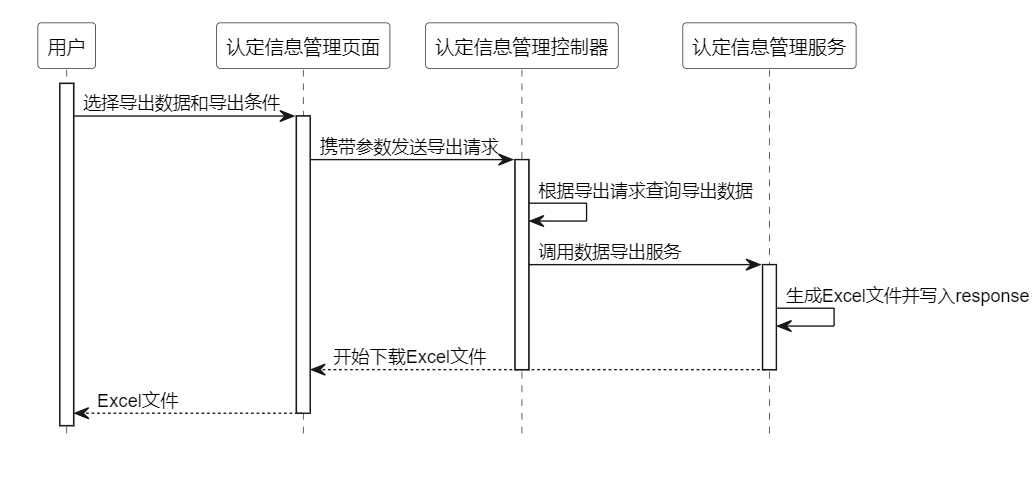 用户
认定信息管理页面
认定信息管理控制器
认定信息管理服务
选择导出数据和导出条件
携带参数发送导出请求
根据导出请求查询导出数据
调用数据导出服务
生成Excel文件并写入response
开始下载Excel文件
Excel文件